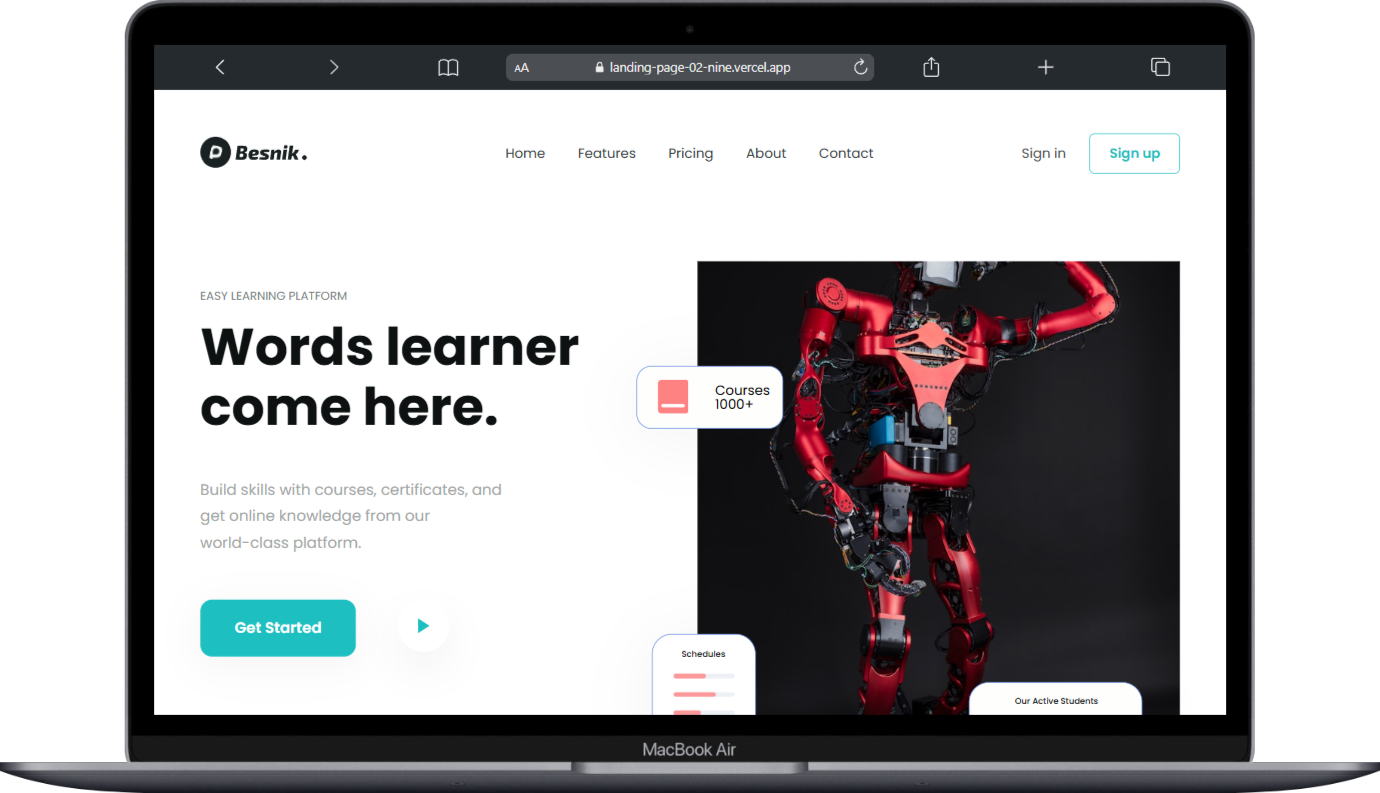 AA landing-page-02-nine.vercel.app
Besnik.
Home Features Pricing About Contact
Sign in Sign up
EASY LEARNING PLATFORM
Words learner
come here.
Build skills with courses, certificates, and
get online knowledge from our
world-class platform.
Get Started
Courses
1000+
Schedules
Our Active Students
MacBook Air